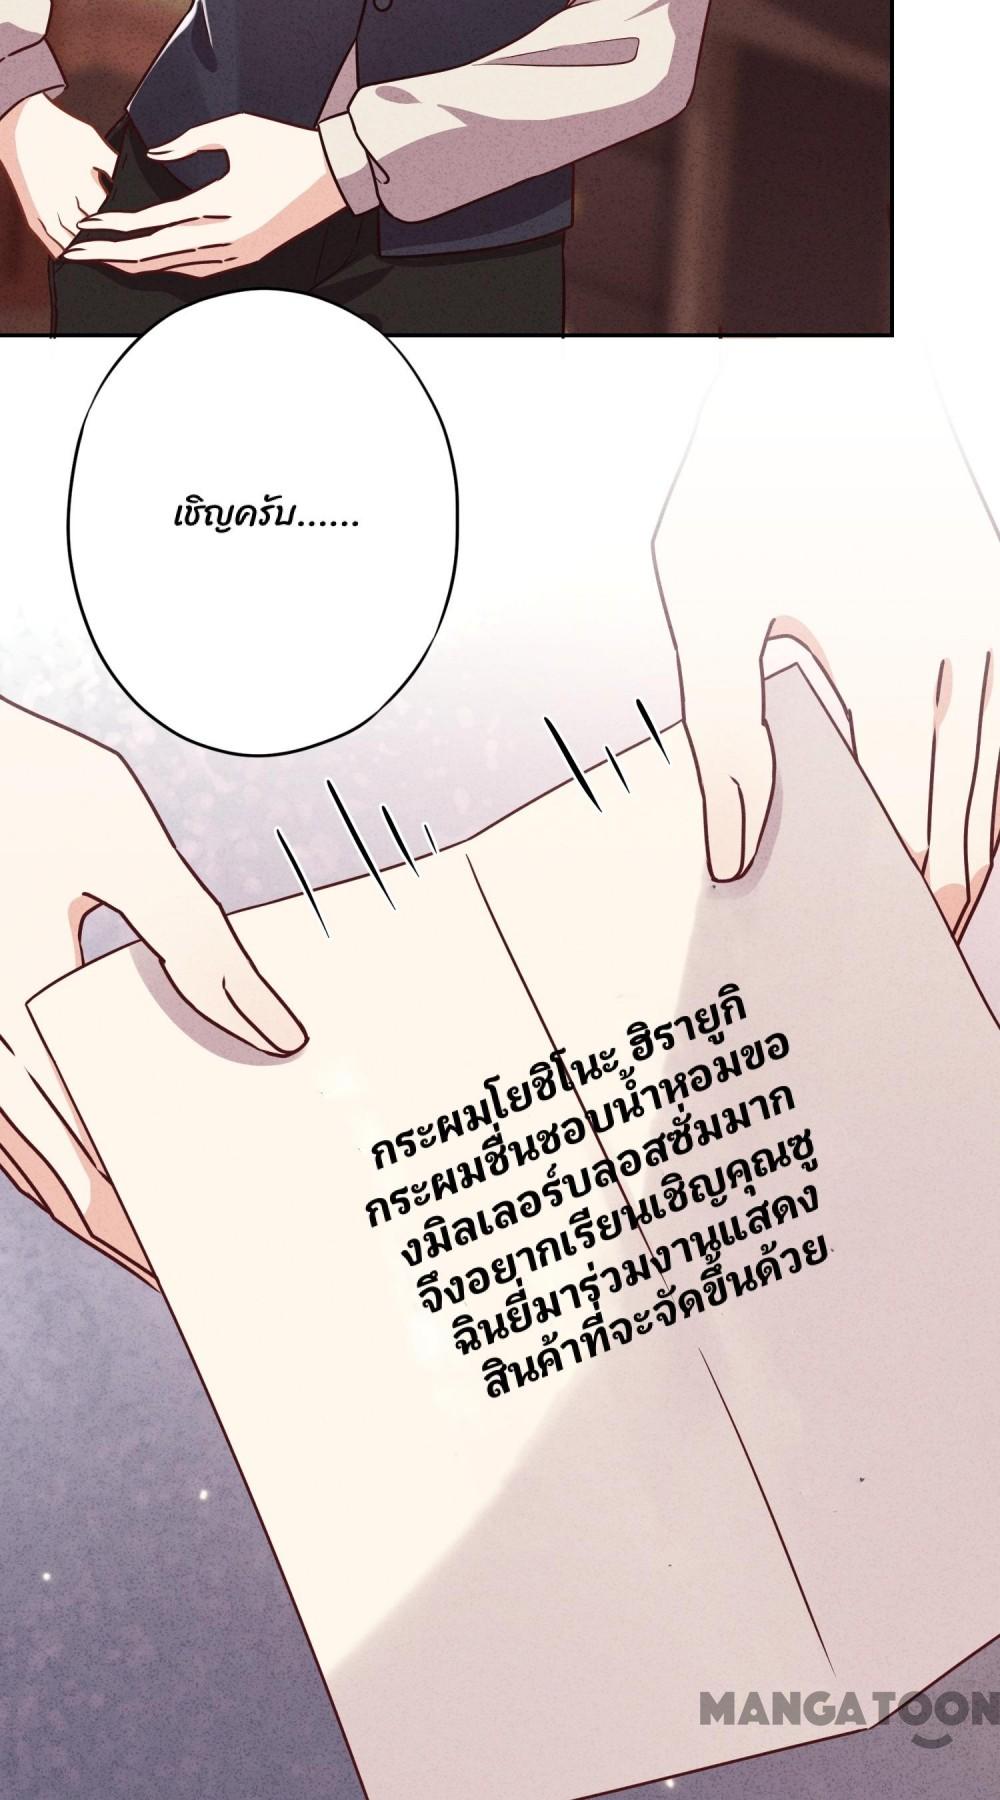 เชิญครับ......
กระผมโยชิโนะ ฮิรายูกิ
กระผมชื่นชอบน้ำหอมขอ
งมิลเลอร์บลอสซั่มมาก
จึงอยากเรียนเชิญคุณซู
ฉินยี่มาร่วมงานแสดง
สินค้าที่จะจัดขึ้นด้วย
MANGATOON